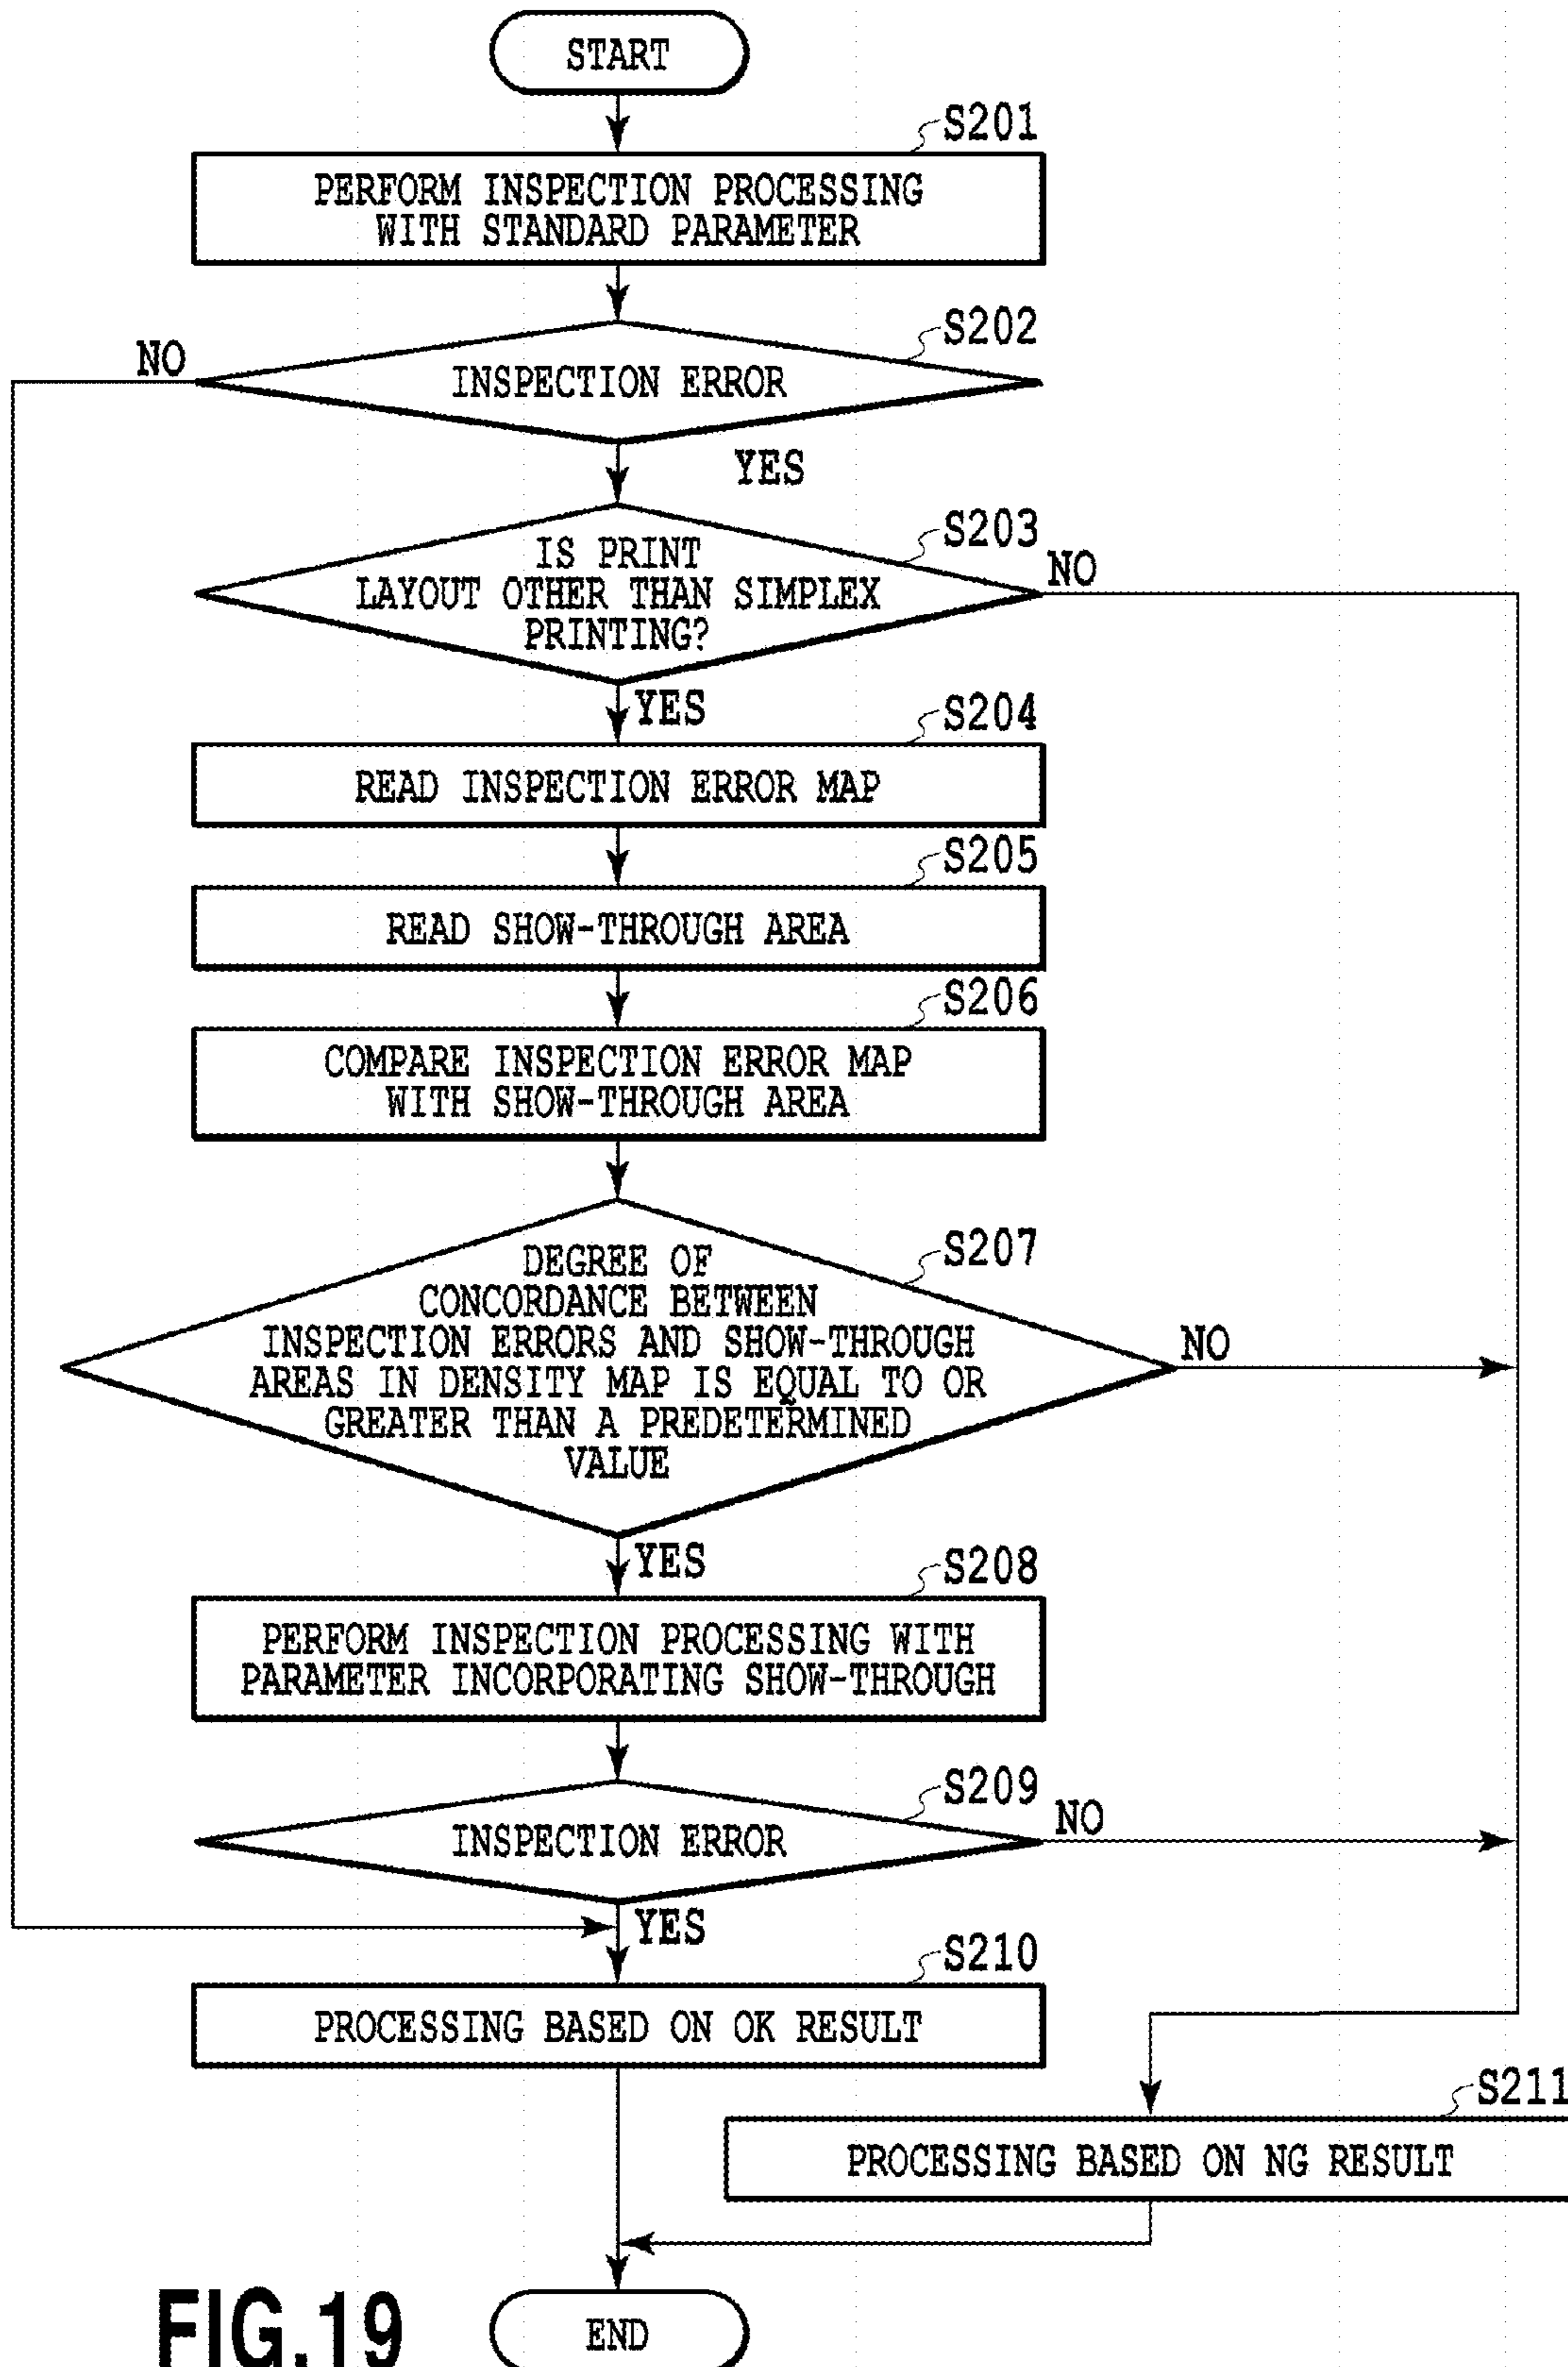 START
S201
PERFORM INSPECTION PROCESSING
WITH STANDARD PARAMETER
S202
NO
INSPECTION ERROR
YES
S203
IS PRINT
LAYOUT OTHER THAN SIMPLEX
PRINTING?
NO
YES
S204
READ INSPECTION ERROR MAP
S205
READ SHOW-THROUGH AREA
S206
COMPARE INSPECTION ERROR MAP
WITH SHOW-THROUGH AREA
S207
DEGREE OF
CONCORDANCE BETWEEN
INSPECTION ERRORS AND SHOW-THROUGH
AREAS IN DENSITY MAP IS EQUAL TO OR
GREATER THAN A PREDETERMINED
VALUE
NO
YES
S208
PERFORM INSPECTION PROCESSING WITH
PARAMETER INCORPORATING SHOW-THROUGH
S209
INSPECTION ERROR
NO
YES
S210
PROCESSING BASED ON OK RESULT
S211
PROCESSING BASED ON NG RESULT
END
FIG.19